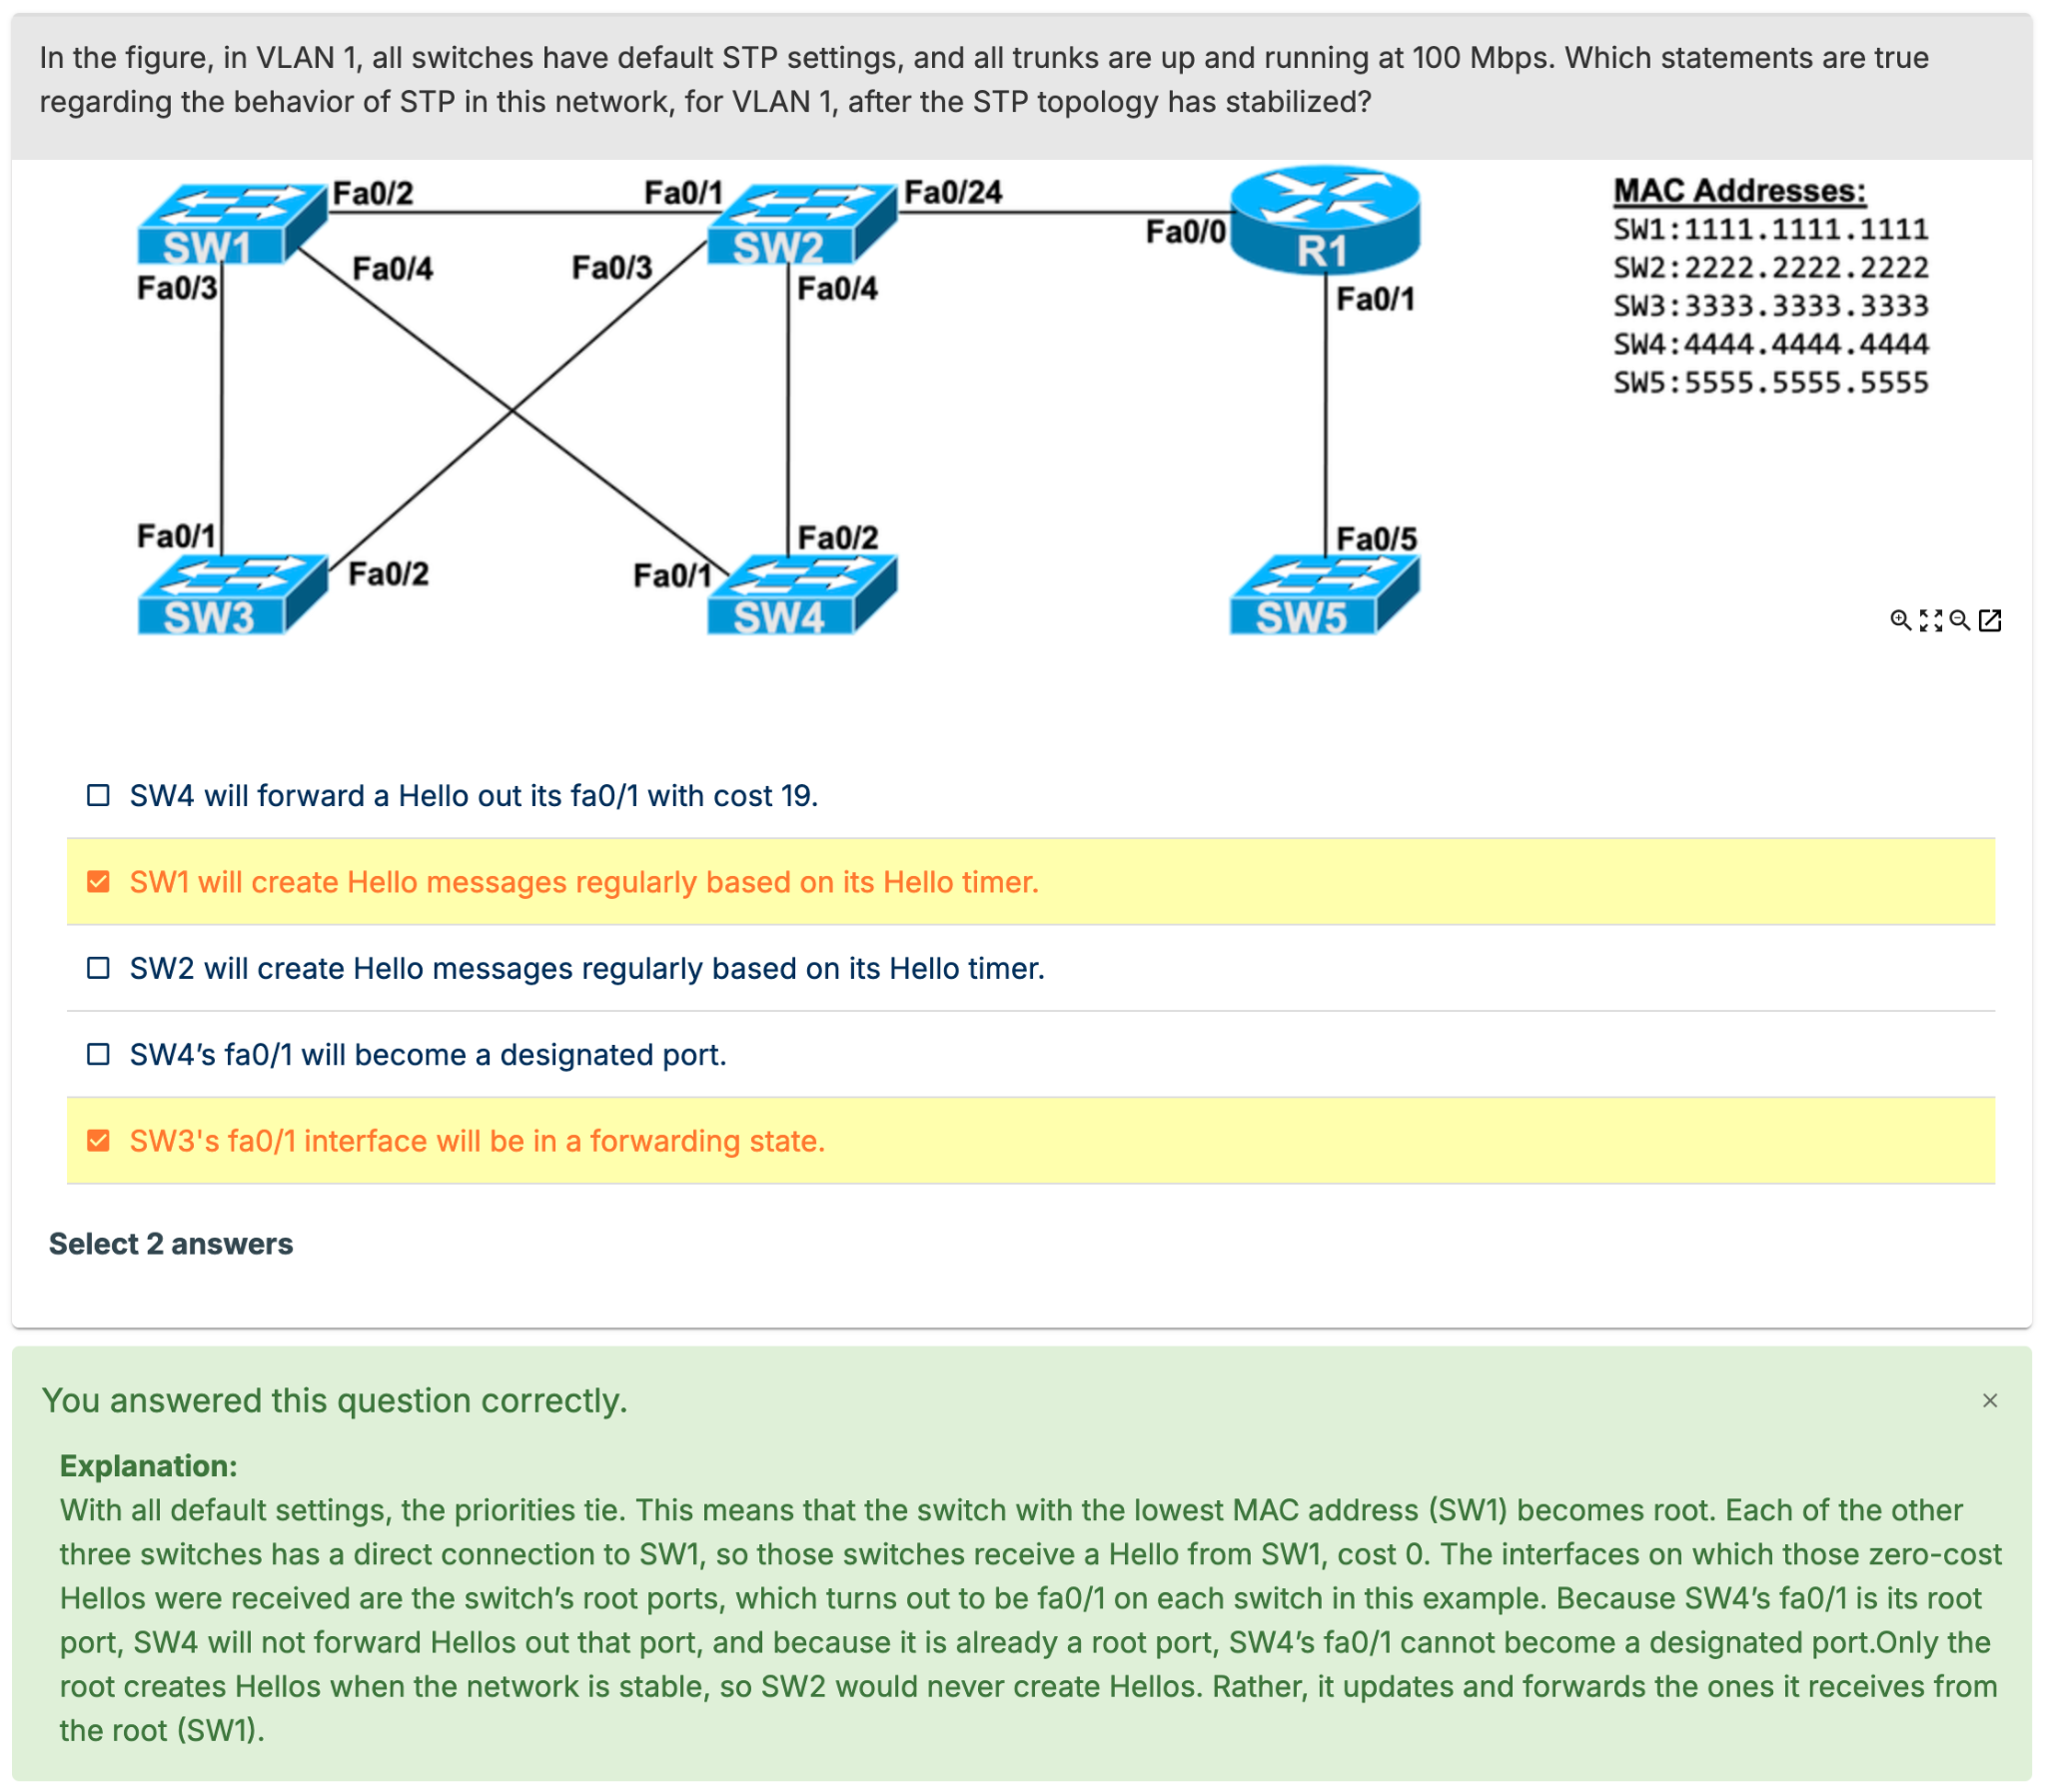 In the figure, in VLAN 1, all switches have default STP settings, and all trunks are up and running at 100 Mbps. Which statements are true
regarding the behavior of STP in this network, for VLAN 1, after the STP topology has stabilized?
Fa0/2
Fa0/1
Fa0/24
MAC Addresses:
SW1
SW2
Fa0/0
R1
SW1:1111.1111.1111
Fa0/3
Fa0/4
Fa0/3
Fa0/4
Fa0/1
SW2:2222.2222.2222
SW3:3333.3333.3333
SW4:4444.4444.4444
SW5:5555.5555.5555
Fa0/1
Fa0/2
Fa0/5
Fa0/2
Fa0/1
SW3
SW4
SW5
SW4 will forward a Hello out its fa0/1 with cost 19.
SW1 will create Hello messages regularly based on its Hello timer.
SW2 will create Hello messages regularly based on its Hello timer.
SW4’s fa0/1 will become a designated port.
SW3's fa0/1 interface will be in a forwarding state.
Select 2 answers
You answered this question correctly.
×
Explanation:
With all default settings, the priorities tie. This means that the switch with the lowest MAC address (SW1) becomes root. Each of the other
three switches has a direct connection to SW1, so those switches receive a Hello from SW1, cost 0. The interfaces on which those zero-cost
Hellos were received are the switch’s root ports, which turns out to be fa0/1 on each switch in this example. Because SW4’s fa0/1 is its root
port, SW4 will not forward Hellos out that port, and because it is already a root port, SW4’s fa0/1 cannot become a designated port.Only the
root creates Hellos when the network is stable, so SW2 would never create Hellos. Rather, it updates and forwards the ones it receives from
the root (SW1).